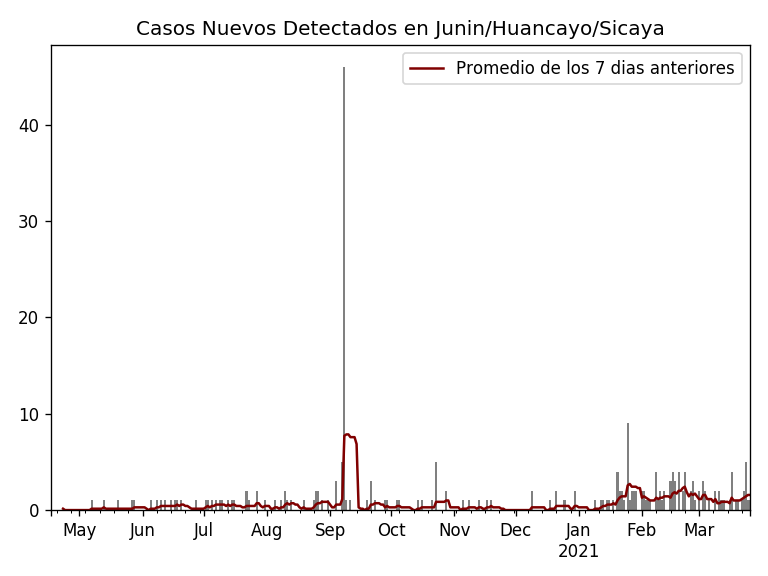 Casos Nuevos Detectados en Junin/Huancayo/Sicaya
Promedio de los 7 dias anteriores
40
30
20
10
0
May Jun Jul Aug Sep Oct Nov Dec Jan Feb Mar
2021